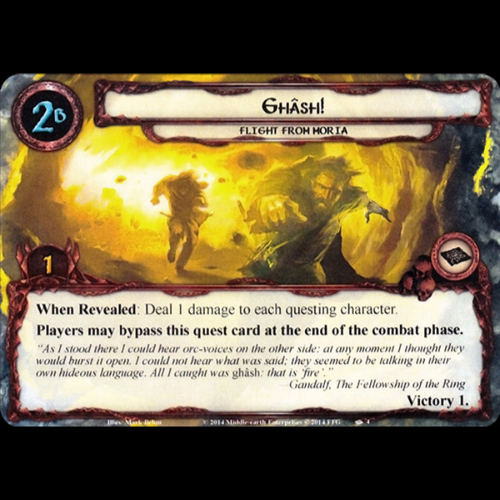 2B
Ghâsh!
FLIGHT FROM MORIA
1
When Revealed: Deal 1 damage to each questing character.
Players may bypass this quest card at the end of the combat phase.
"As I stood there I could hear orc-voices on the other side: at any moment I thought they
would burst it open. I could not hear what was said; they seemed to be talking in their
own hideous language. All I caught was ghâsh: that is 'fire'."
—Gandalf, The Fellowship of the Ring
Victory 1.
Illus. Mark Behm
© 2014 Middle-earth Enterprises © 2014 FFG